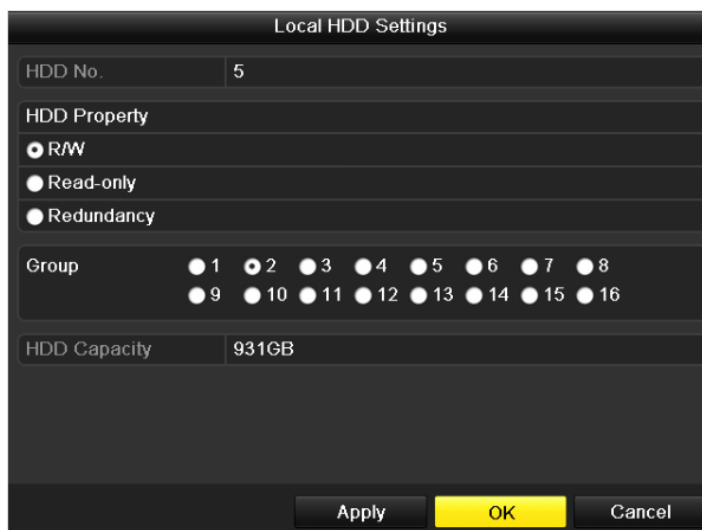 Local HDD Settings
HDD No. 5
HDD Property
R/W
Read-only
Redundancy
Group 1 2 3 4 5 6 7 8
9 10 11 12 13 14 15 16
HDD Capacity 931GB
Apply OK Cancel